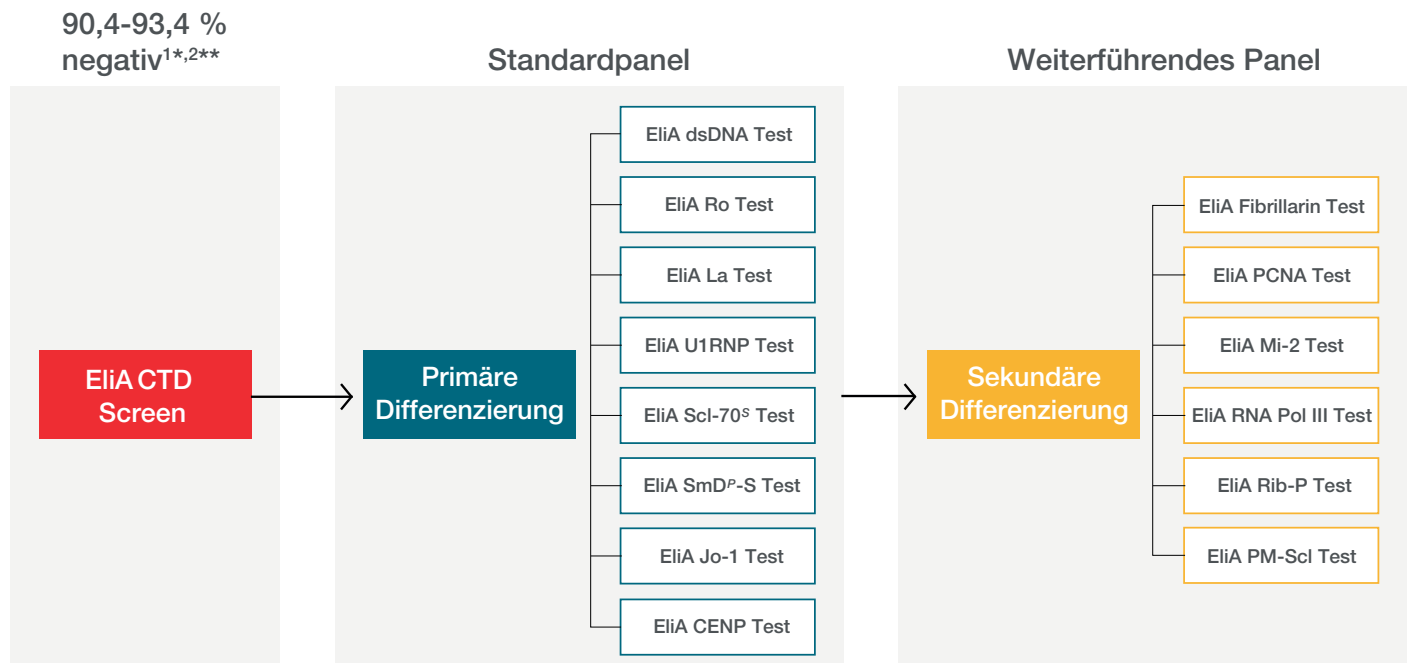 90,4-93,4 %
negativ¹*,²**
Standardpanel
Weiterführendes Panel
EliA CTD
Screen
Primäre
Differenzierung
EliA dsDNA Test
EliA Ro Test
EliA La Test
EliA U1RNP Test
EliA Scl-70ˢ Test
EliA SmDᴾ-S Test
EliA Jo-1 Test
EliA CENP Test
Sekundäre
Differenzierung
EliA Fibrillarin Test
EliA PCNA Test
EliA Mi-2 Test
EliA RNA Pol III Test
EliA Rib-P Test
EliA PM-Scl Test